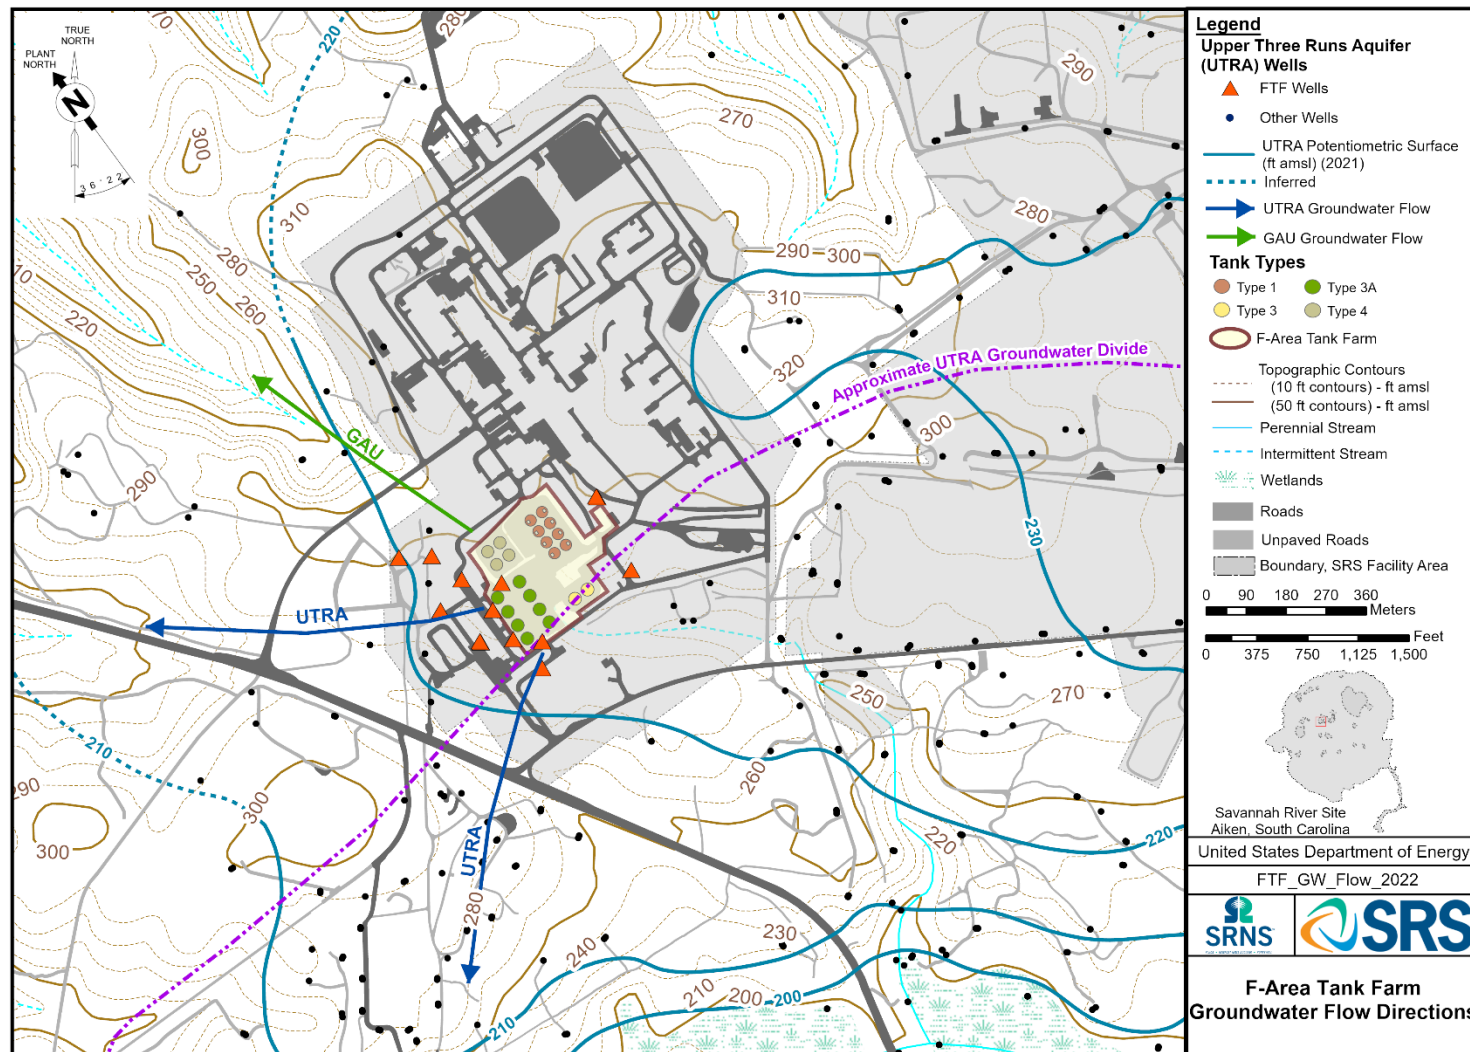 TRUE
NORTH
PLANT
NORTH
N
36.22
280
220
270
290
300
270
310
280
250
260
220
10
280
290 300
310
320
Approximate UTRA Groundwater Divide
300
GAU
290
230
UTRA
250
270
210
260
290
300
300
220
220
UTRA
280
240
230
210
200
200
210
Legend
Upper Three Runs Aquifer
(UTRA) Wells
FTF Wells
Other Wells
UTRA Potentiometric Surface
(ft amsl) (2021)
Inferred
UTRA Groundwater Flow
GAU Groundwater Flow
Tank Types
Type 1 Type 3A
Type 3 Type 4
F-Area Tank Farm
Topographic Contours
(10 ft contours) - ft amsl
(50 ft contours) - ft amsl
Perennial Stream
Intermittent Stream
Wetlands
Roads
Unpaved Roads
Boundary, SRS Facility Area
0 90 180 270 360
Meters
Feet
0 375 750 1,125 1,500
Savannah River Site
Aiken, South Carolina
United States Department of Energy
FTF_GW_Flow_2022
SRNS
SRS
F-Area Tank Farm
Groundwater Flow Directions